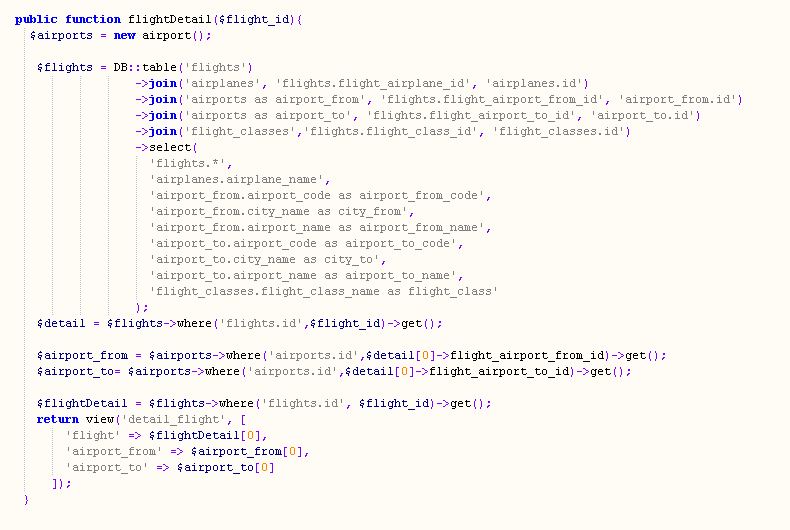 public function flightDetail($flight_id){
$airports = new airport();
$flights = DB::table('flights')
->join('airplanes', 'flights.flight_airplane_id', 'airplanes.id')
->join('airports as airport_from', 'flights.flight_airport_from_id', 'airport_from.id')
->join('airports as airport_to', 'flights.flight_airport_to_id', 'airport_to.id')
->join('flight_classes','flights.flight_class_id', 'flight_classes.id')
->select(
'flights.*',
'airplanes.airplane_name',
'airport_from.airport_code as airport_from_code',
'airport_from.city_name as city_from',
'airport_from.airport_name as airport_from_name',
'airport_to.airport_code as airport_to_code',
'airport_to.city_name as city_to',
'airport_to.airport_name as airport_to_name',
'flight_classes.flight_class_name as flight_class'
);
$detail = $flights->where('flights.id',$flight_id)->get();
$airport_from = $airports->where('airports.id',$detail[0]->flight_airport_from_id)->get();
$airport_to= $airports->where('airports.id',$detail[0]->flight_airport_to_id)->get();
$flightDetail = $flights->where('flights.id', $flight_id)->get();
return view('detail_flight', [
'flight' => $flightDetail[0],
'airport_from' => $airport_from[0],
'airport_to' => $airport_to[0]
]);
}